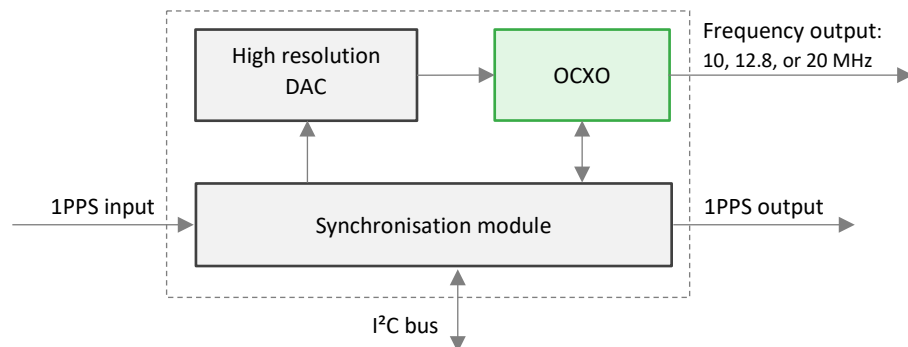 High resolution
DAC
OCXO
Frequency output:
10, 12.8, or 20 MHz
1PPS input
Synchronisation module
1PPS output
I²C bus